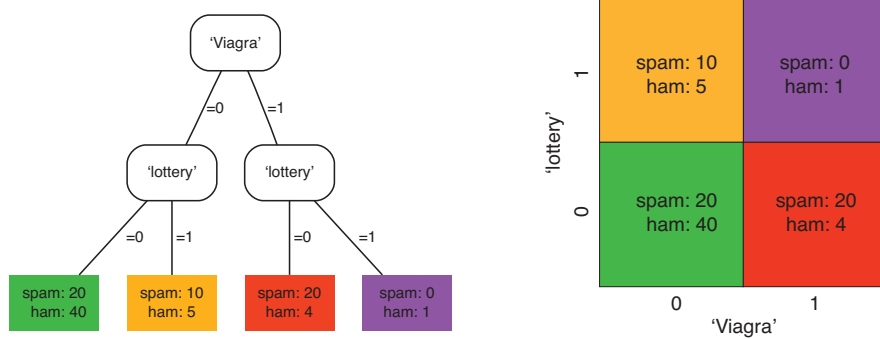 ‘Viagra’
=0
=1
‘lottery’
‘lottery’
=0
=1
=0
=1
spam: 20
ham: 40
spam: 10
ham: 5
spam: 20
ham: 4
spam: 0
ham: 1
‘lottery’
1
0
spam: 10
ham: 5
spam: 0
ham: 1
spam: 20
ham: 40
spam: 20
ham: 4
0
1
‘Viagra’